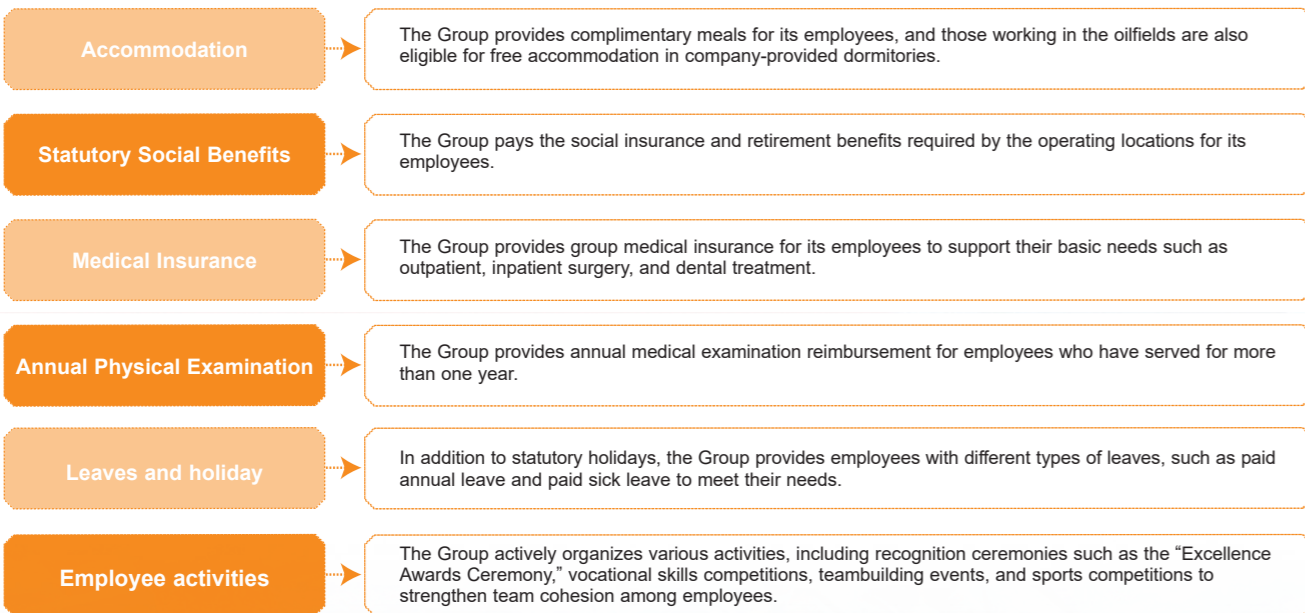 Accommodation
The Group provides complimentary meals for its employees, and those working in the oilfields are also
eligible for free accommodation in company-provided dormitories.
Statutory Social Benefits
The Group pays the social insurance and retirement benefits required by the operating locations for its
employees.
Medical Insurance
The Group provides group medical insurance for its employees to support their basic needs such as
outpatient, inpatient surgery, and dental treatment.
Annual Physical Examination
The Group provides annual medical examination reimbursement for employees who have served for more
than one year.
Leaves and holiday
In addition to statutory holidays, the Group provides employees with different types of leaves, such as paid
annual leave and paid sick leave to meet their needs.
Employee activities
The Group actively organizes various activities, including recognition ceremonies such as the “Excellence
Awards Ceremony,” vocational skills competitions, teambuilding events, and sports competitions to
strengthen team cohesion among employees.